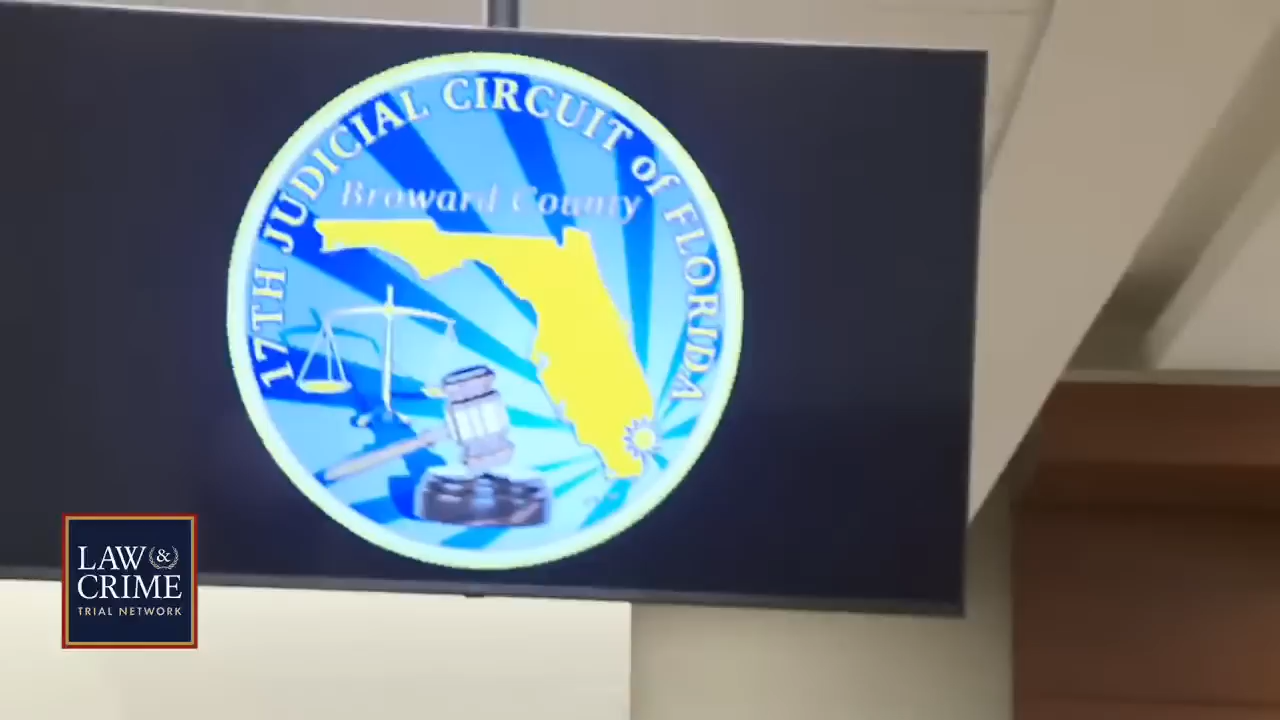 17TH JUDICIAL CIRCUIT of FLORIDA
Broward County
LAW &
CRIME
TRIAL NETWORK